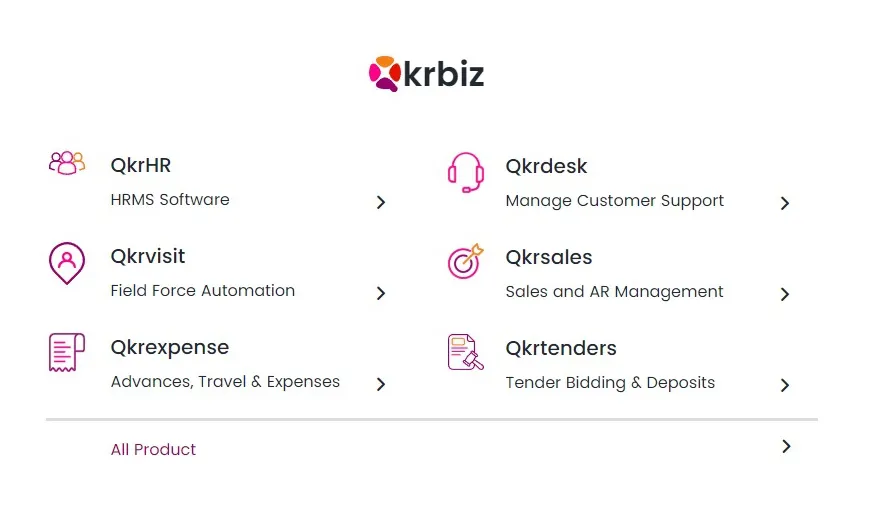 Qkrbiz
QkrHR
HRMS Software
Qkrdesk
Manage Customer Support
Qkrvisit
Field Force Automation
Qkrsales
Sales and AR Management
Qkrexpense
Advances, Travel & Expenses
Qkrtenders
Tender Bidding & Deposits
All Product